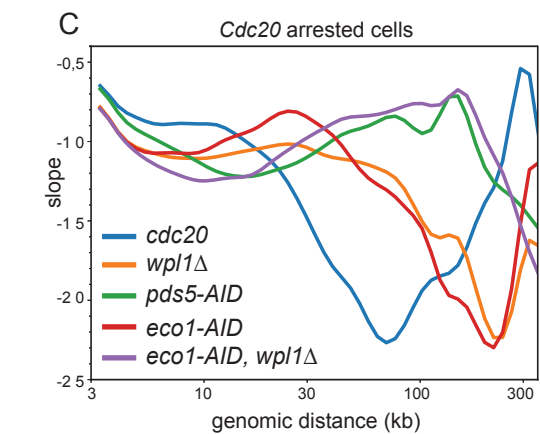 C
Cdc20 arrested cells
-0,5
-1 0
-1 5
-2 0
-2 5
slope
cdc20
wpl1Δ
pds5-AID
eco1-AID
eco1-AID, wpl1Δ
3 10 30 100 300
genomic distance (kb)